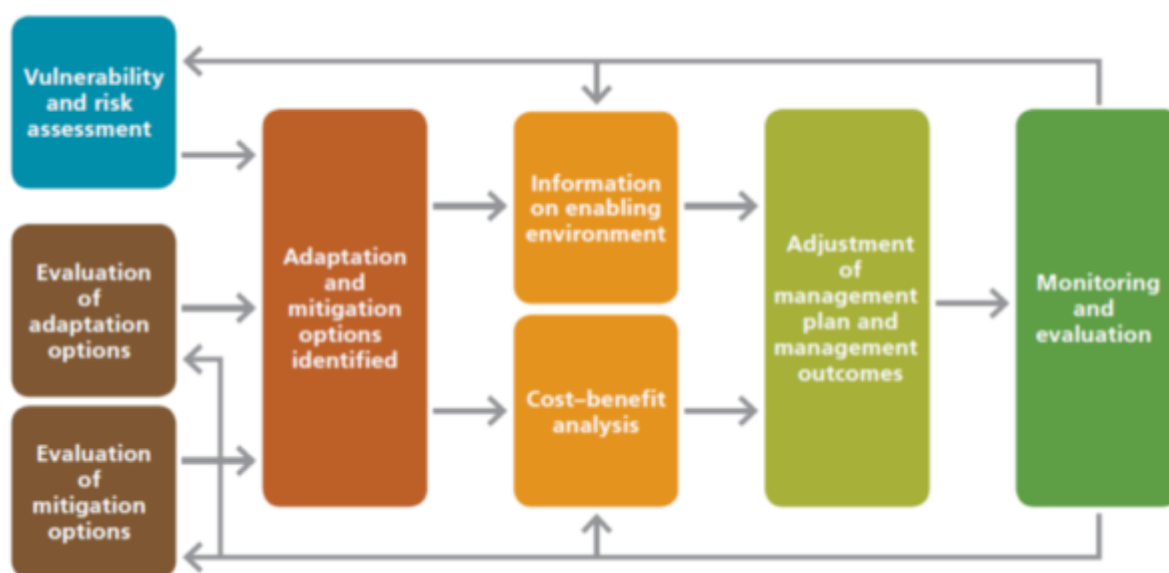 Vulnerability
and risk
assessment
Evaluation
of
adaptation
options
Evaluation
of
mitigation
options
Adaptation
and
mitigation
options
identified
Information
on enabling
environment
Cost–benefit
analysis
Adjustment
of
management
plan and
management
outcomes
Monitoring
and
evaluation